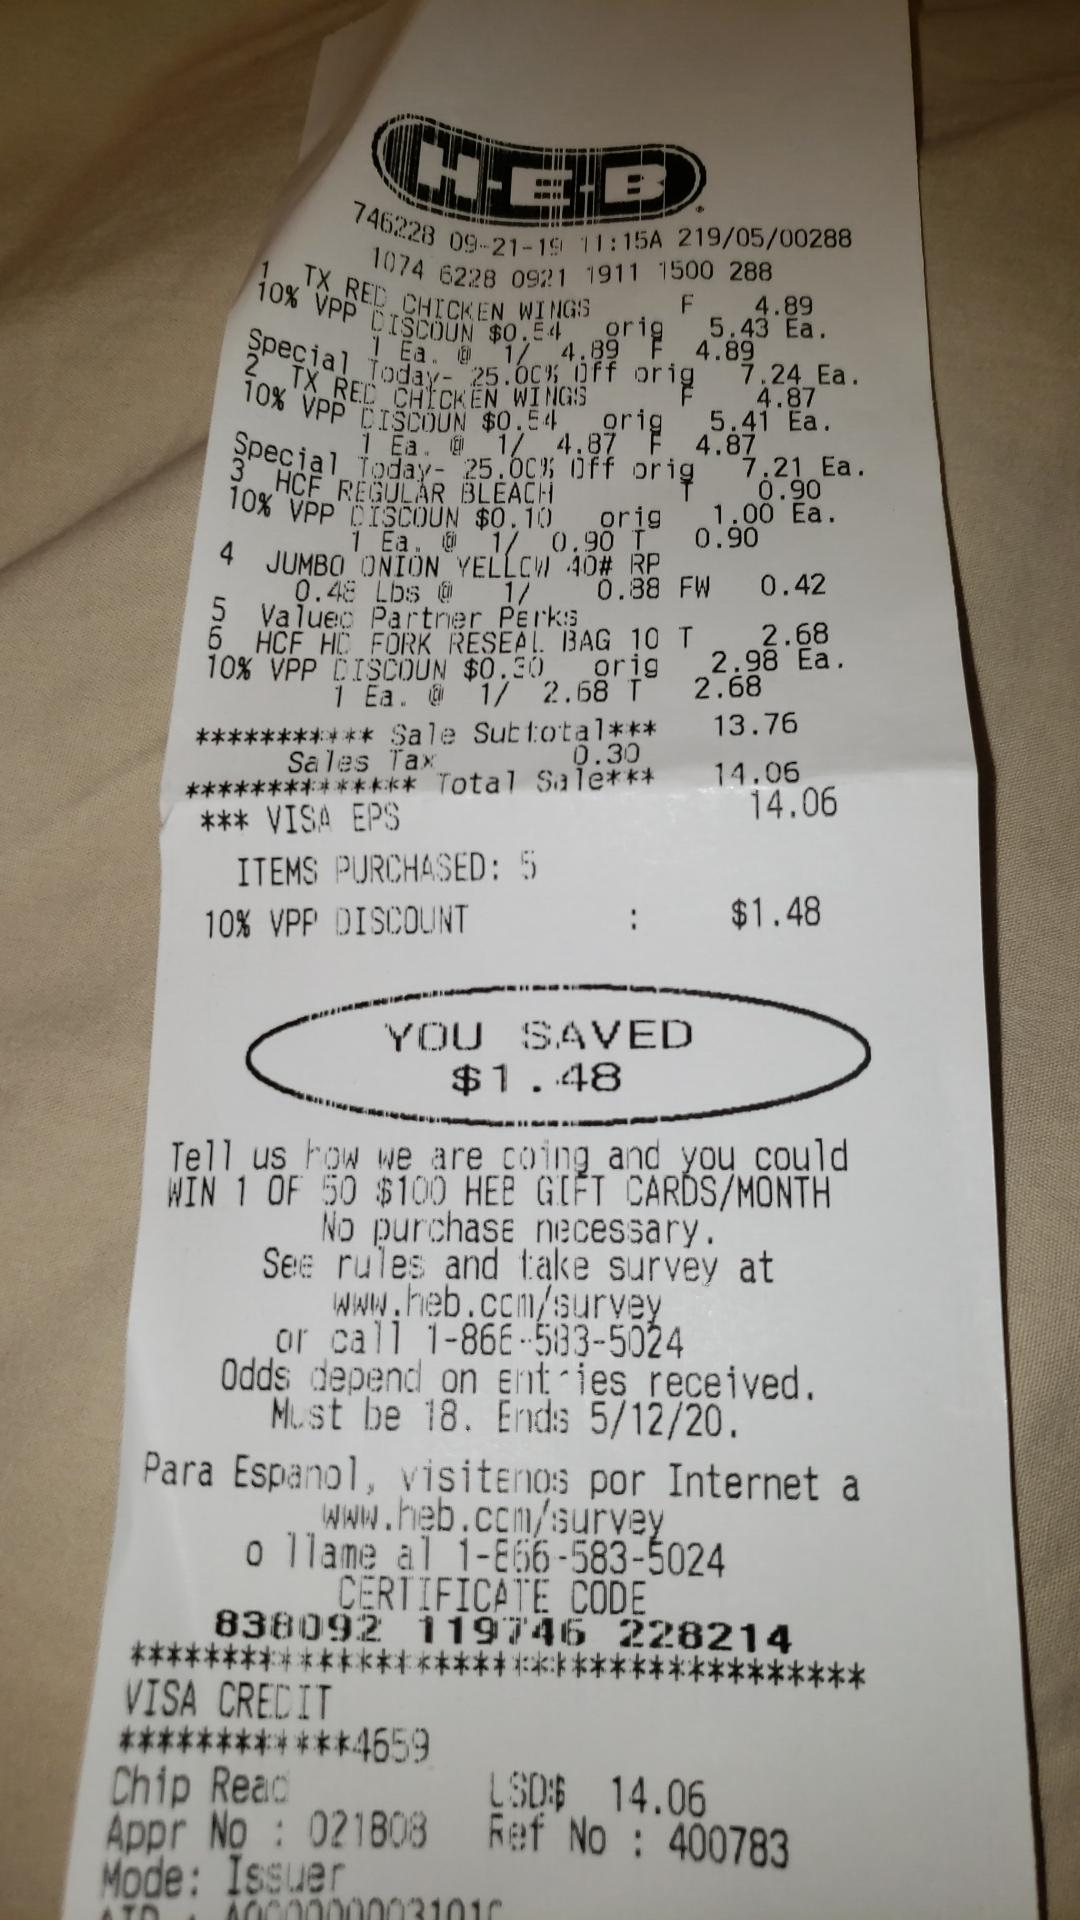 H-E-B
746228 09-21-19 11:15A 219/05/00288
1074 6228 0921 1911 1500 288
1 TX RED CHICKEN WINGS F 4.89
10% VPP DISCOUN $0.54 orig 5.43 Ea.
1 Ea. @ 1/ 4.89 F 4.89
Special Today- 25.00% Off orig 7.24 Ea.
2 TX RED CHICKEN WINGS F 4.87
10% VPP DISCOUN $0.54 orig 5.41 Ea.
1 Ea. @ 1/ 4.87 F 4.87
Special Today- 25.00% Off orig 7.21 Ea.
3 HCF REGULAR BLEACH T 0.90
10% VPP DISCOUN $0.10 orig 1.00 Ea.
1 Ea. @ 1/ 0.90 T 0.90
4 JUMBO ONION YELLOW 40# RP
0.48 Lbs @ 1/ 0.88 FW 0.42
5 Valued Partner Perks
6 HCF HD FORK RESEAL BAG 10 T 2.68
10% VPP DISCOUN $0.30 orig 2.98 Ea.
1 Ea. @ 1/ 2.68 T 2.68
*********** Sale Subtotal*** 13.76
Sales Tax 0.30
************** Total Sale*** 14.06
*** VISA EPS 14.06
ITEMS PURCHASED: 5
10% VPP DISCOUNT : $1.48
YOU SAVED
$1.48
Tell us how we are doing and you could
WIN 1 OF 50 $100 HEB GIFT CARDS/MONTH
No purchase necessary.
See rules and take survey at
www.heb.com/survey
or call 1-866-583-5024
Odds depend on entries received.
Must be 18. Ends 5/12/20.
Para Espanol, visitenos por Internet a
www.heb.com/survey
o llame al 1-866-583-5024
CERTIFICATE CODE
838092 119746 228214
****************************************
VISA CREDIT
************4659
Chip Read USD$ 14.06
Appr No : 021808 Ref No : 400783
Mode: Issuer
AID :